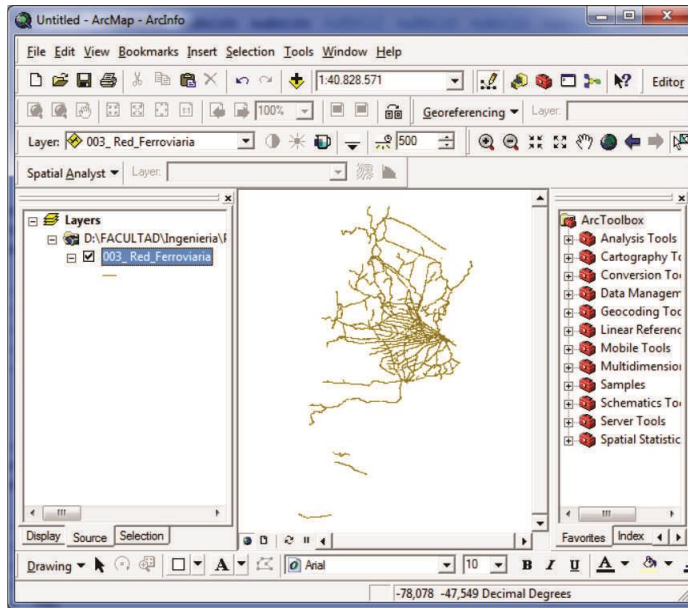 Untitled - ArcMap - ArcInfo
File Edit View Bookmarks Insert Selection Tools Window Help
1:40.828.571 Editor
100% Georeferencing Layer:
Layer: 003_ Red_Ferroviaria 500
Spatial Analyst Layer:
Layers
D:\FACULTAD\Ingenieria\
003_ Red_Ferroviaria
ArcToolbox
Analysis Tools
Cartography To
Conversion To
Data Managem
Geocoding Too
Linear Referenc
Mobile Tools
Multidimension
Samples
Schematics To
Server Tools
Spatial Statistic
Display Source Selection
Favorites Index
Drawing A Arial 10 B I U A
-78,078 -47,549 Decimal Degrees